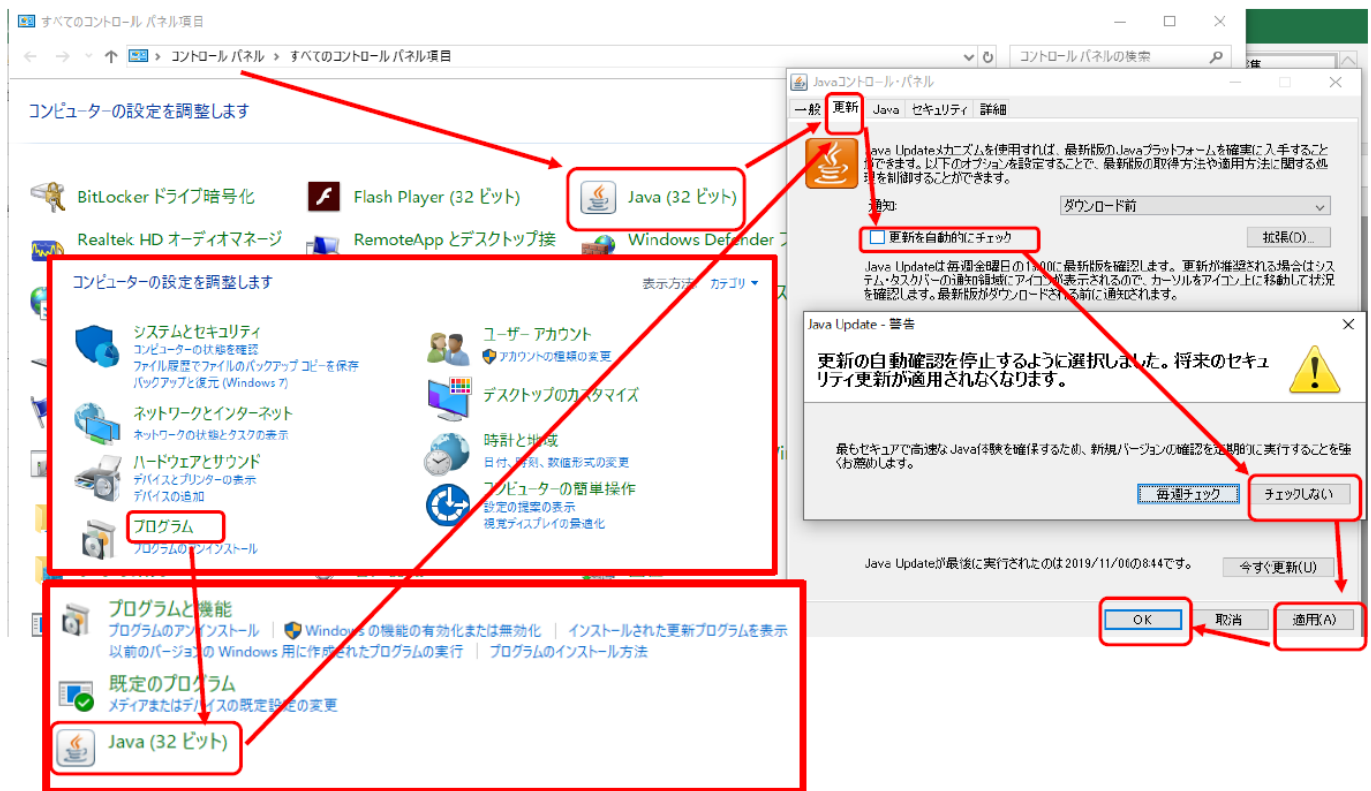 すべてのコントロール パネル項目
コントロール パネル › すべてのコントロール パネル項目
コントロール パネルの検索
コンピューターの設定を調整します
BitLocker ドライブ暗号化
Flash Player (32 ビット)
Java (32 ビット)
Realtek HD オーディオマネージ
RemoteApp とデスクトップ接
Windows Defender フ
コンピューターの設定を調整します
表示方法: カテゴリ
システムとセキュリティ
コンピューターの状態を確認
ファイル履歴でファイルのバックアップ コピーを保存
バックアップと復元 (Windows 7)
ネットワークとインターネット
ネットワークの状態とタスクの表示
ハードウェアとサウンド
デバイスとプリンターの表示
デバイスの追加
プログラム
プログラムのアンインストール
ユーザー アカウント
アカウントの種類の変更
デスクトップのカスタマイズ
時計と地域
日付、時刻、数値形式の変更
コンピューターの簡単操作
設定の提案の表示
視覚ディスプレイの最適化
プログラムと機能
プログラムのアンインストール | Windows の機能の有効化または無効化 | インストールされた更新プログラムを表示
以前のバージョンの Windows 用に作成されたプログラムの実行 | プログラムのインストール方法
既定のプログラム
メディアまたはデバイスの既定設定の変更
Java (32 ビット)
Javaコントロール・パネル
一般 更新 Java セキュリティ 詳細
Java Updateメカニズムを使用すれば、最新版のJavaプラットフォームを確実に入手すること
ができます。以下のオプションを設定することで、最新版の取得方法や適用方法に関する処
理を制御することができます。
通知: ダウンロード前
更新を自動的にチェック
拡張(D)...
Java Updateは毎週金曜日の1
に最新版を確認します。更新が推奨される場合はシス
テム・タスクバーの通知領域にアイコンが表示されるので、カーソルをアイコン上に移動して状況
を確認します。最新版がダウンロードされる前に通知されます。
Java Update - 警告
更新の自動確認を停止するように選択しました。将来のセキュ
リティ更新が適用されなくなります。
最もセキュアで高速なJava体験を確保するため、新規バージョンの確認を定期的に実行することを強
くお薦めします。
毎週チェック チェックしない
Java Updateが最後に実行されたのは2019/11/06の8:44です。
今すぐ更新(U)
OK 取消 適用(A)